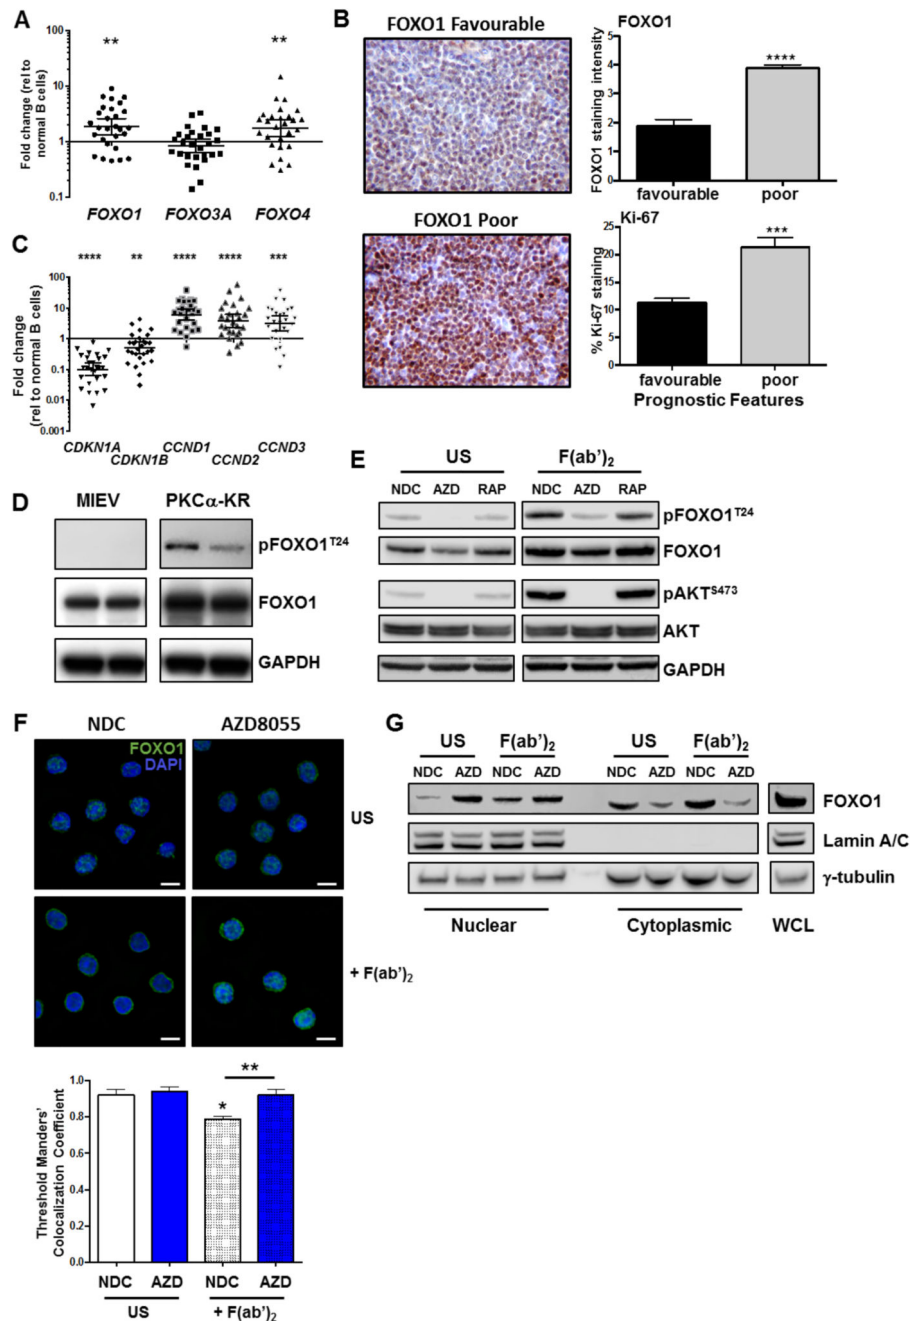 A
Fold change (rel to
normal B cells)
100
10
1
0.1
**
**
FOXO1
FOXO3A
FOXO4
B
FOXO1 Favourable
FOXO1 Poor
FOXO1
FOXO1 staining intensity
5
4
3
2
1
0
****
favourable
poor
Ki-67
% Ki-67 staining
25
20
15
10
5
0
***
favourable
poor
Prognostic Features
C
Fold change
(rel to normal B cells)
100
10
1
0.1
0.01
0.001
****
**
****
****
***
CDKN1A
CDKN1B
CCND1
CCND2
CCND3
D
MIEV
PKCα-KR
pFOXO1T24
FOXO1
GAPDH
E
US
F(ab')2
NDC AZD RAP
NDC AZD RAP
pFOXO1T24
FOXO1
pAKTS473
AKT
GAPDH
F
NDC
AZD8055
FOXO1
DAPI
US
+ F(ab')2
Threshold Manders'
Colocalization Coefficient
1.0
0.8
0.6
0.4
0.2
0.0
*
**
NDC AZD NDC AZD
US
+ F(ab')2
G
US
F(ab')2
US
F(ab')2
NDC AZD NDC AZD
NDC AZD NDC AZD
FOXO1
Lamin A/C
γ-tubulin
Nuclear
Cytoplasmic
WCL